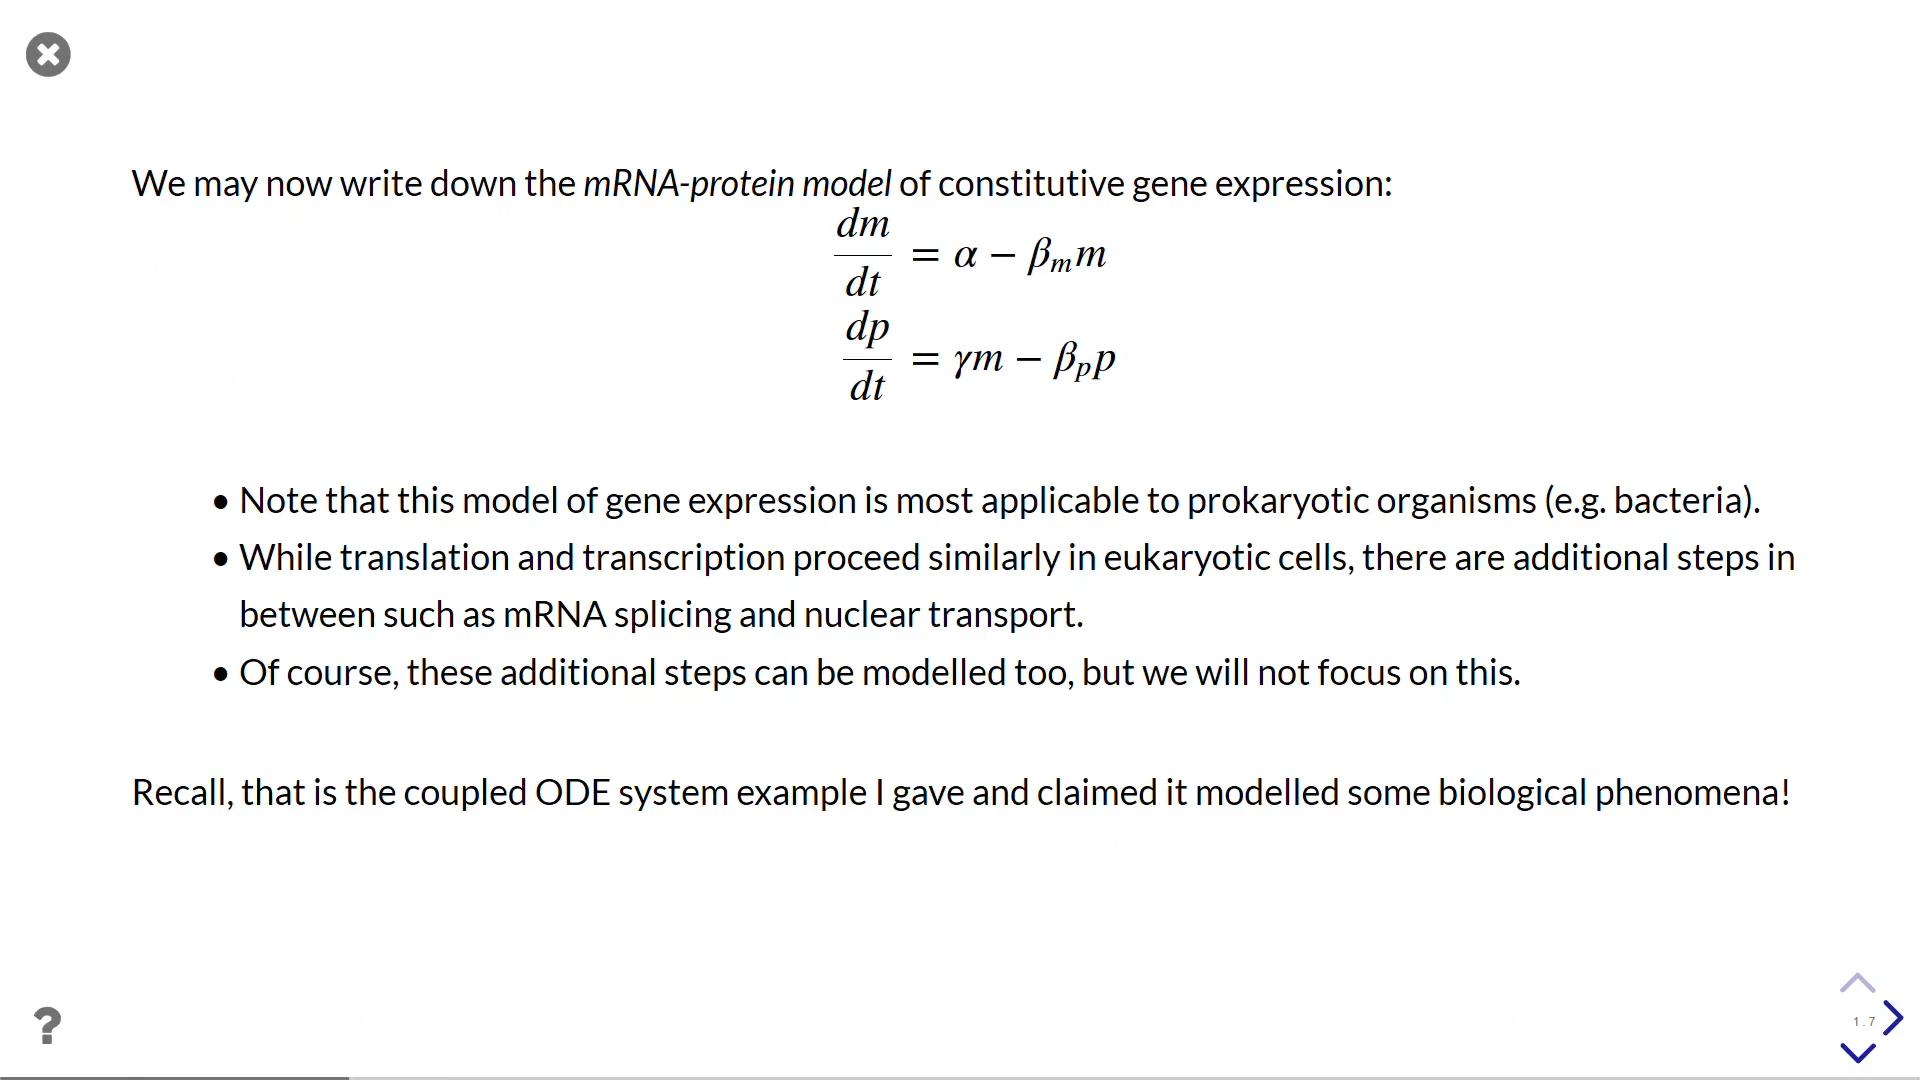 We may now write down the mRNA-protein model of constitutive gene expression:
dm/dt = α − βₘm
dp/dt = γm − βₚp
• Note that this model of gene expression is most applicable to prokaryotic organisms (e.g. bacteria).
• While translation and transcription proceed similarly in eukaryotic cells, there are additional steps in
between such as mRNA splicing and nuclear transport.
• Of course, these additional steps can be modelled too, but we will not focus on this.
Recall, that is the coupled ODE system example I gave and claimed it modelled some biological phenomena!
?
1.7